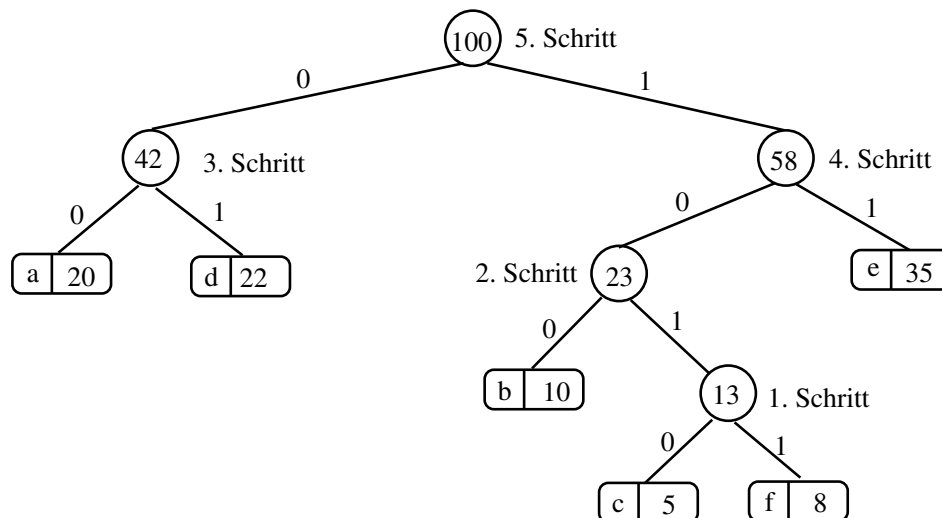 100 5. Schritt
0 1
42 3. Schritt 58 4. Schritt
0 1 0 1
a 20 d 22 2. Schritt 23 e 35
0 1
b 10 13 1. Schritt
0 1
c 5 f 8